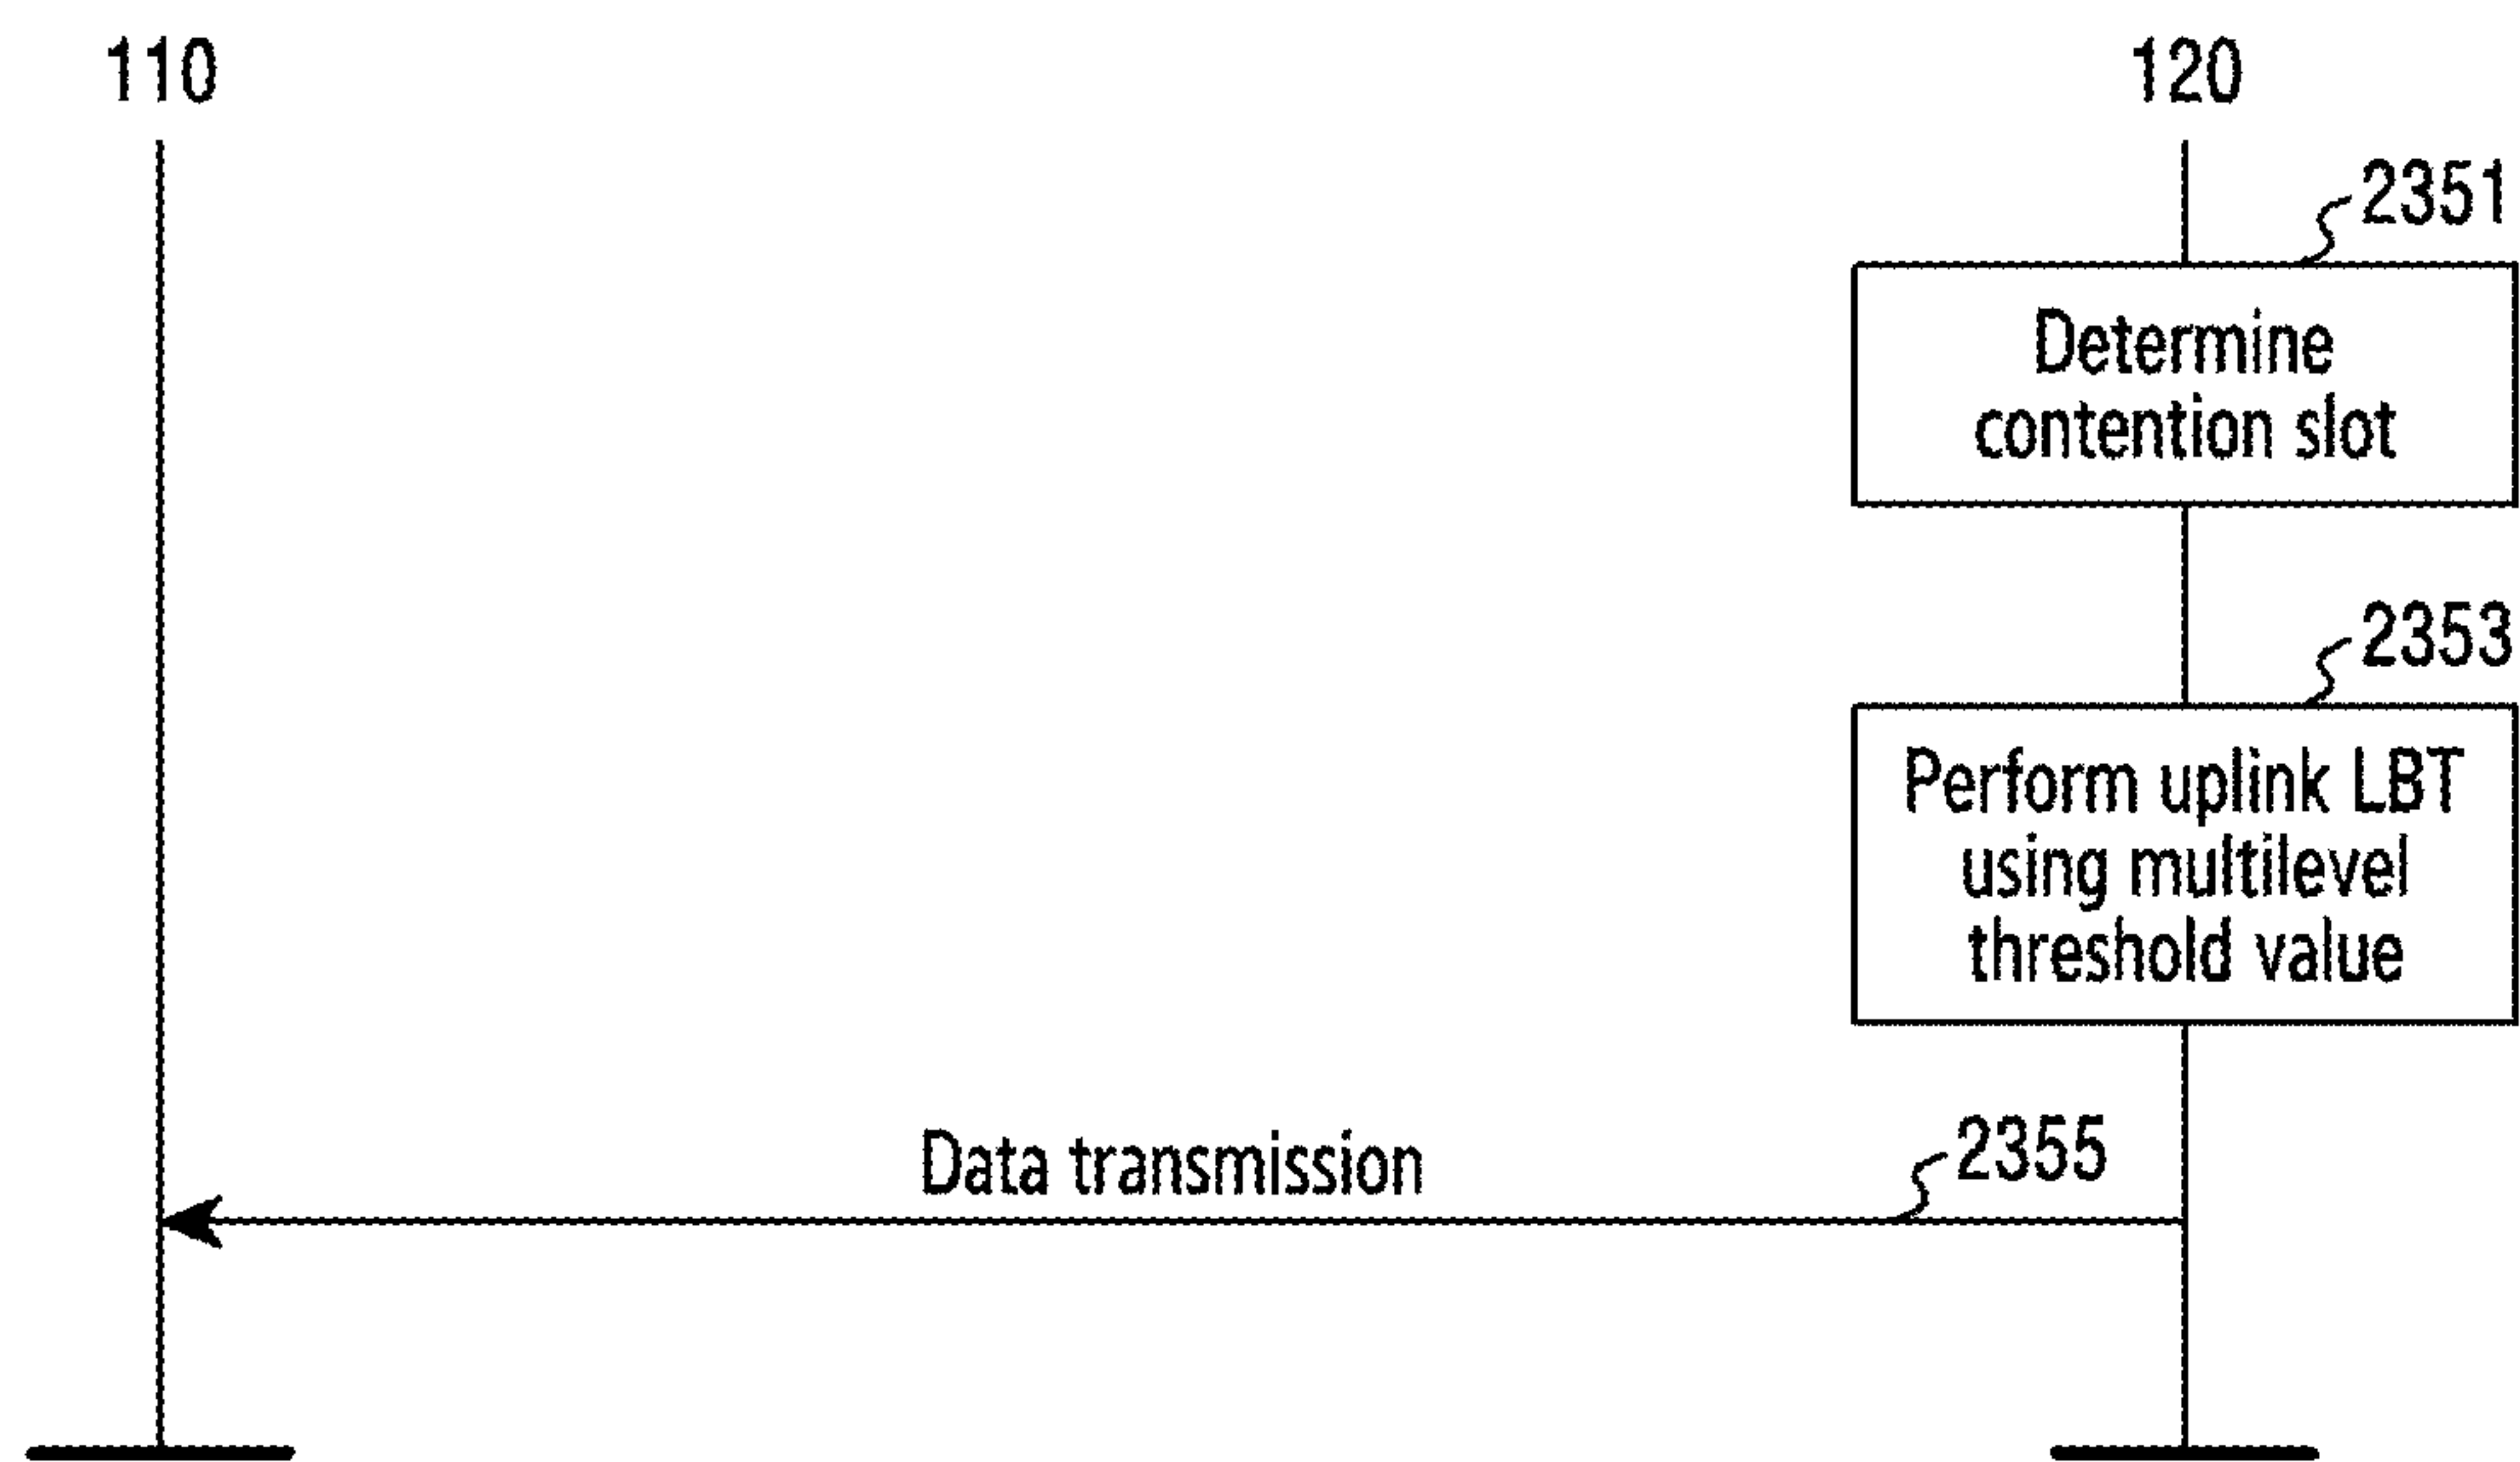 110
120
2351
Determine
contention slot
2353
Perform uplink LBT
using multilevel
threshold value
Data transmission
2355